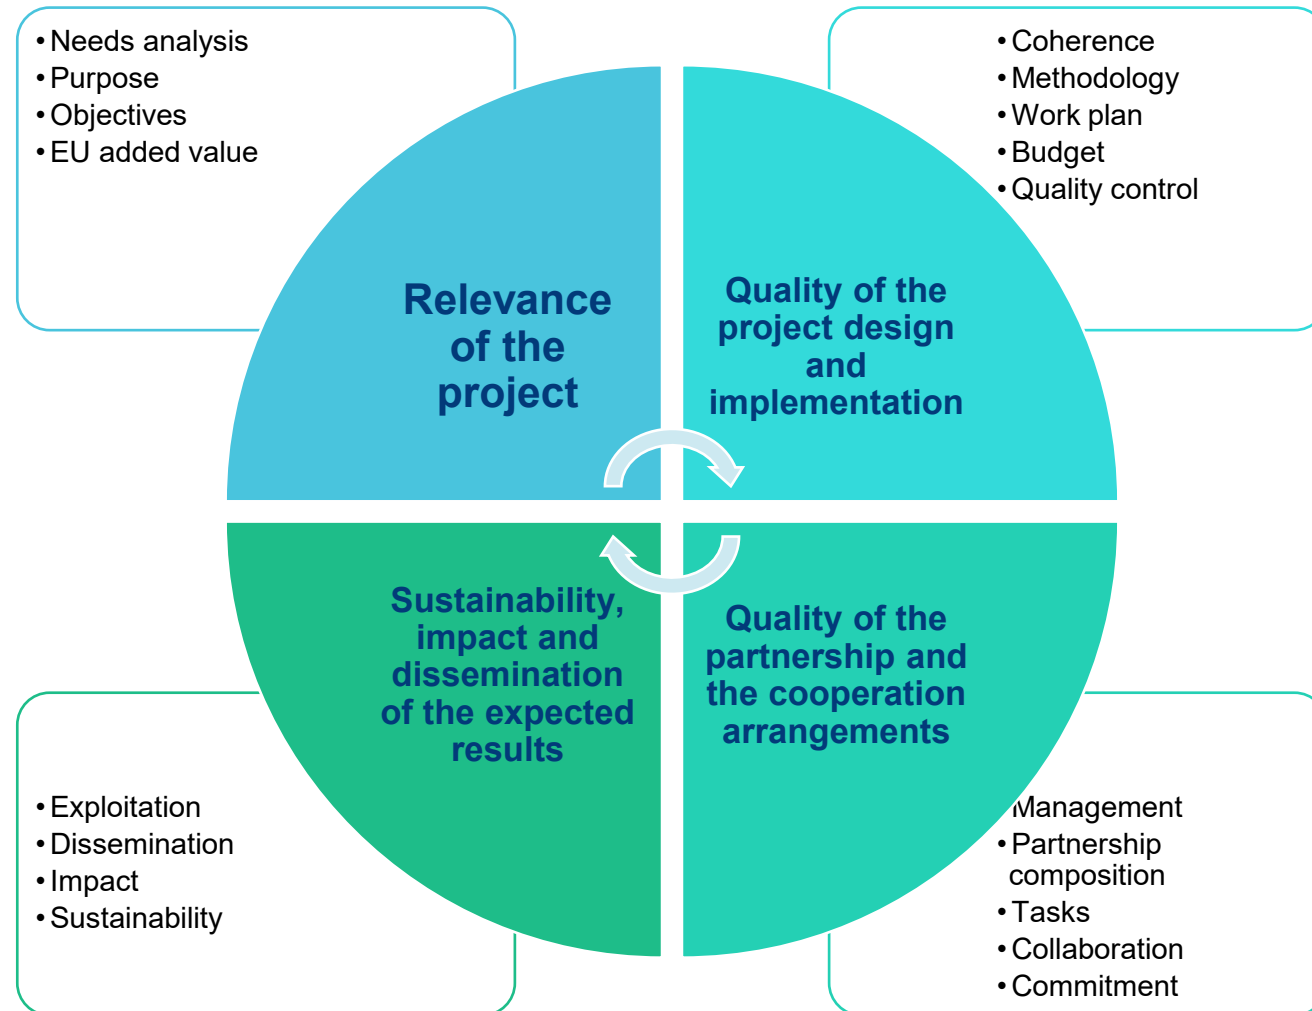 • Needs analysis
• Purpose
• Objectives
• EU added value
• Coherence
• Methodology
• Work plan
• Budget
• Quality control
Relevance
of the
project
Quality of the
project design
and
implementation
Sustainability,
impact and
dissemination
of the expected
results
Quality of the
partnership and
the cooperation
arrangements
• Exploitation
• Dissemination
• Impact
• Sustainability
Management
• Partnership
composition
• Tasks
• Collaboration
• Commitment